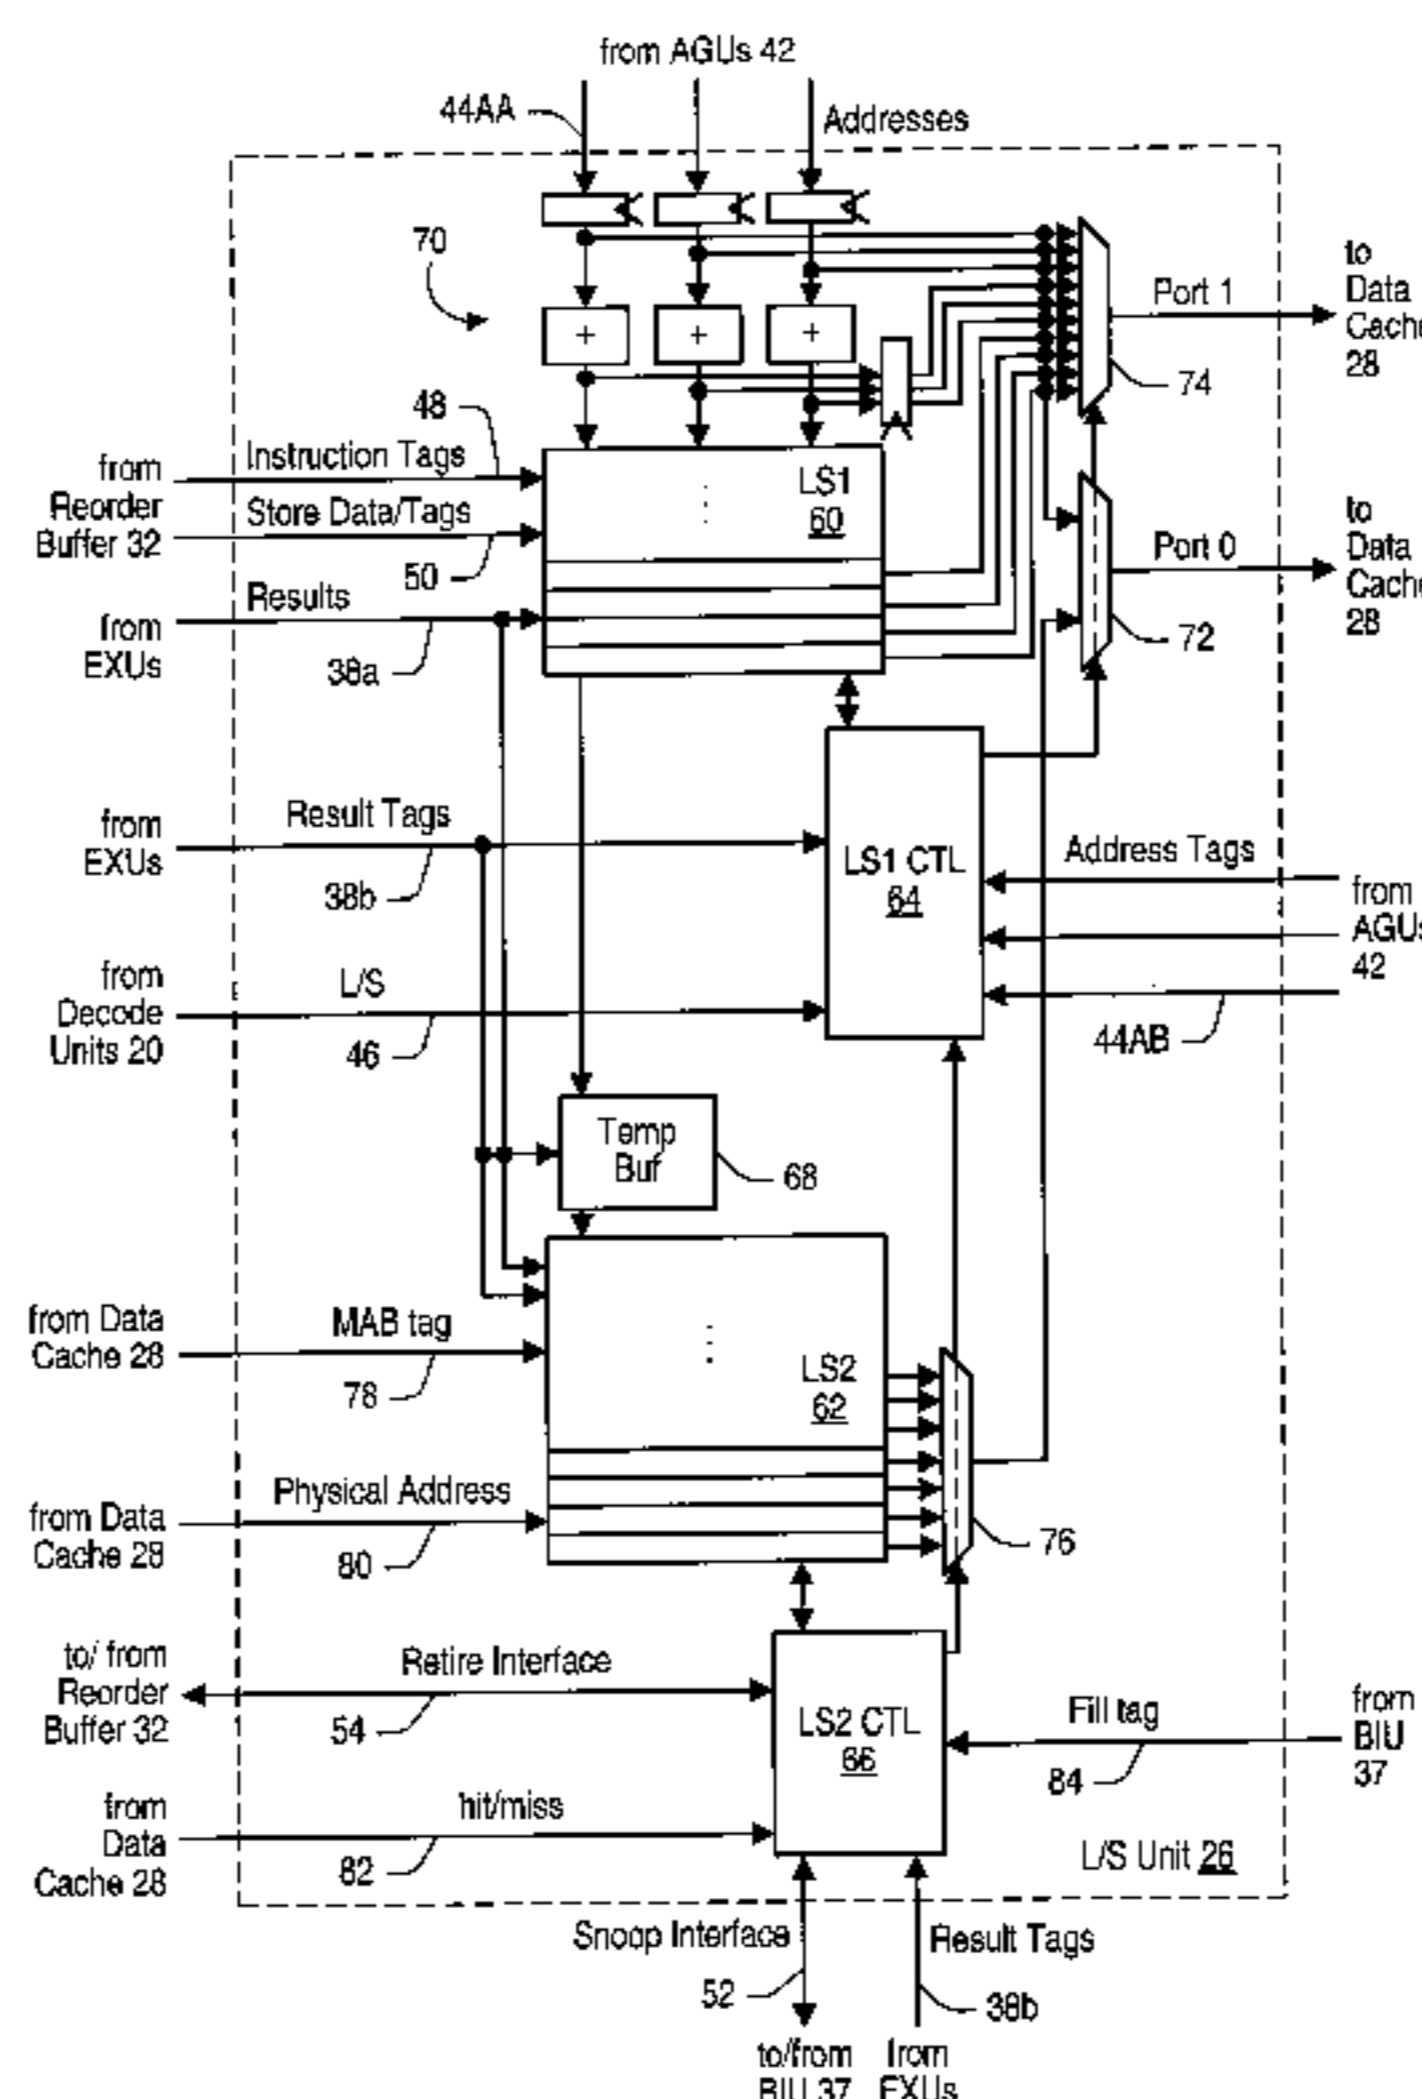 from AGUs 42
44AA
Addresses
70
+
+
+
to
Data
Cache
28
Port 1
74
48
from
Reorder
Buffer 32
Instruction Tags
Store Data/Tags
50
LS1
60
to
Data
Cache
28
Port 0
72
from
EXUs
Results
38a
from
EXUs
Result Tags
38b
LS1 CTL
64
Address Tags
from
AGUs
42
44AB
from
Decode
Units 20
L/S
46
Temp
Buf
68
from Data
Cache 28
MAB tag
78
LS2
62
from Data
Cache 28
Physical Address
80
76
to/ from
Reorder
Buffer 32
Retire Interface
54
LS2 CTL
66
Fill tag
84
from
BIU
37
from
Data
Cache 28
hit/miss
82
L/S Unit 26
Snoop Interface
52
Result Tags
38b
to/from
BIU 37
from
EXUs